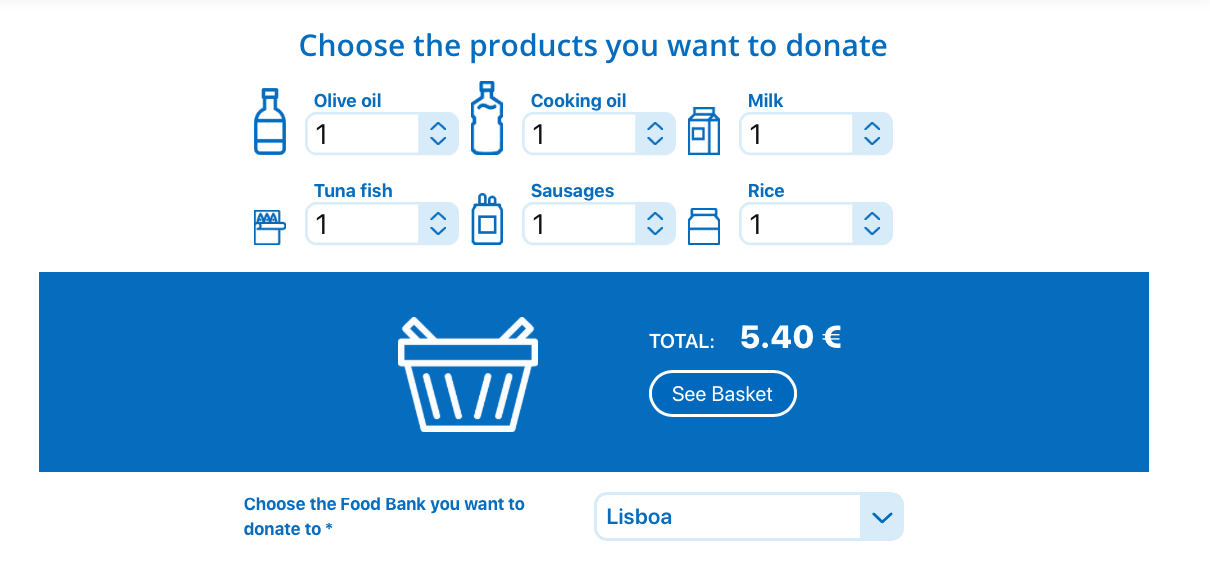 Choose the products you want to donate
Olive oil
1
Cooking oil
1
Milk
1
Tuna fish
1
Sausages
1
Rice
1
TOTAL: 5.40 €
See Basket
Choose the Food Bank you want to
donate to *
Lisboa